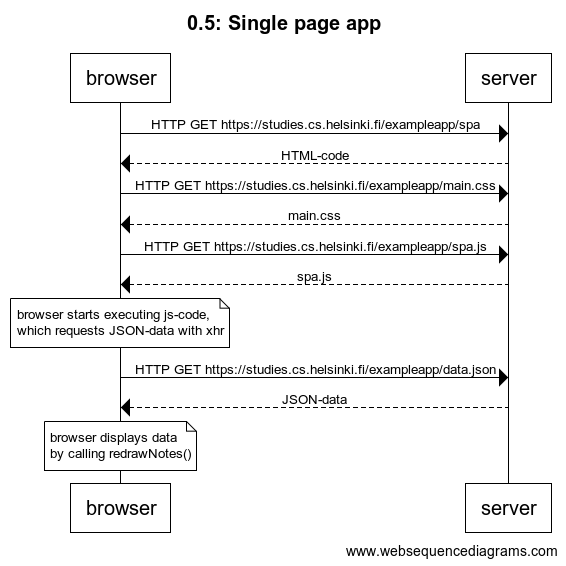 0.5: Single page app
browser
server
HTTP GET https://studies.cs.helsinki.fi/exampleapp/spa
HTML-code
HTTP GET https://studies.cs.helsinki.fi/exampleapp/main.css
main.css
HTTP GET https://studies.cs.helsinki.fi/exampleapp/spa.js
spa.js
browser starts executing js-code,
which requests JSON-data with xhr
HTTP GET https://studies.cs.helsinki.fi/exampleapp/data.json
JSON-data
browser displays data
by calling redrawNotes()
browser
server
www.websequencediagrams.com